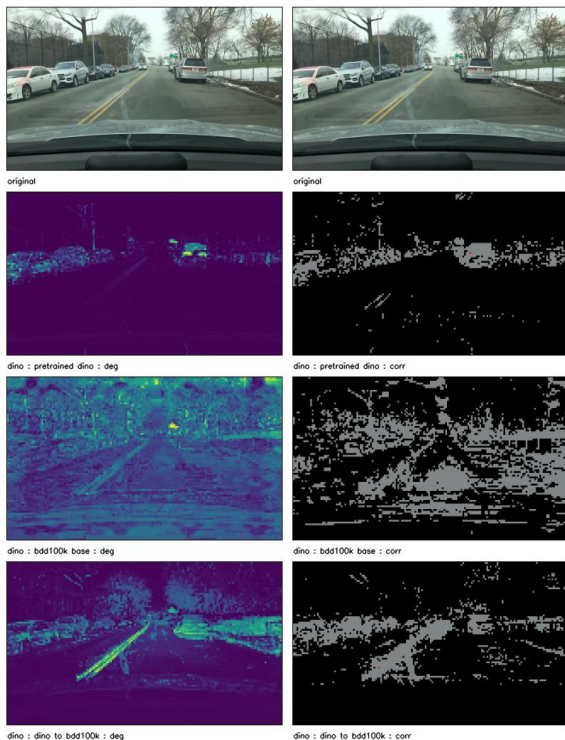 original
original
dino : pretrained dino : deg
dino : pretrained dino : corr
dino : bdd100k base : deg
dino : bdd100k base : corr
dino : dino to bdd100k : deg
dino : dino to bdd100k : corr